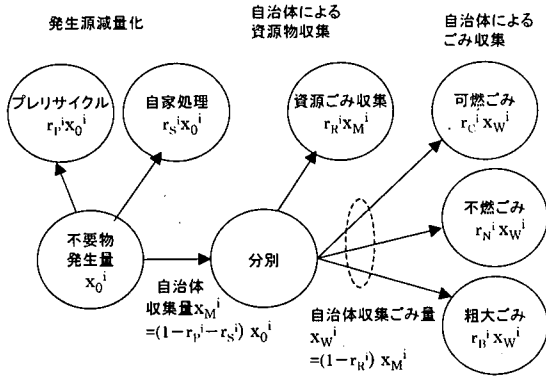 発生源減量化
自治体による
資源物収集
自治体による
ごみ収集
プレリサイクル
r_P^i x_0^i
自家処理
r_S^i x_0^i
資源ごみ収集
r_R^i x_M^i
可燃ごみ
r_C^i x_W^i
不要物
発生量
x_0^i
分別
不燃ごみ
r_N^i x_W^i
自治体
収集量x_M^i
=(1-r_P^i-r_S^i) x_0^i
自治体収集ごみ量
x_W^i
=(1-r_R^i) x_M^i
粗大ごみ
r_B^i x_W^i